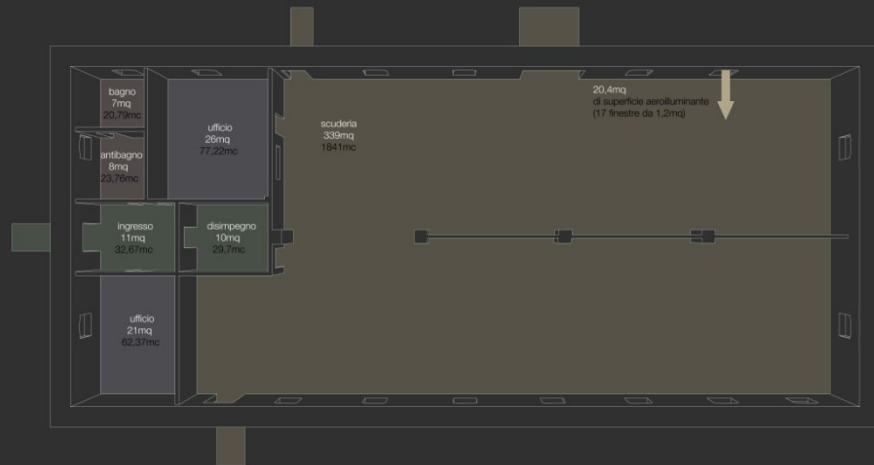 bagno
7mq
20,79mc
antibagno
8mq
23,76mc
ufficio
26mq
77,22mc
scuderia
339mq
1841mc
20,4mq
di superficie aeroilluminante
(17 finestre da 1,2mq)
ingresso
11mq
32,67mc
disimpegno
10mq
29,7mc
ufficio
21mq
62,37mc